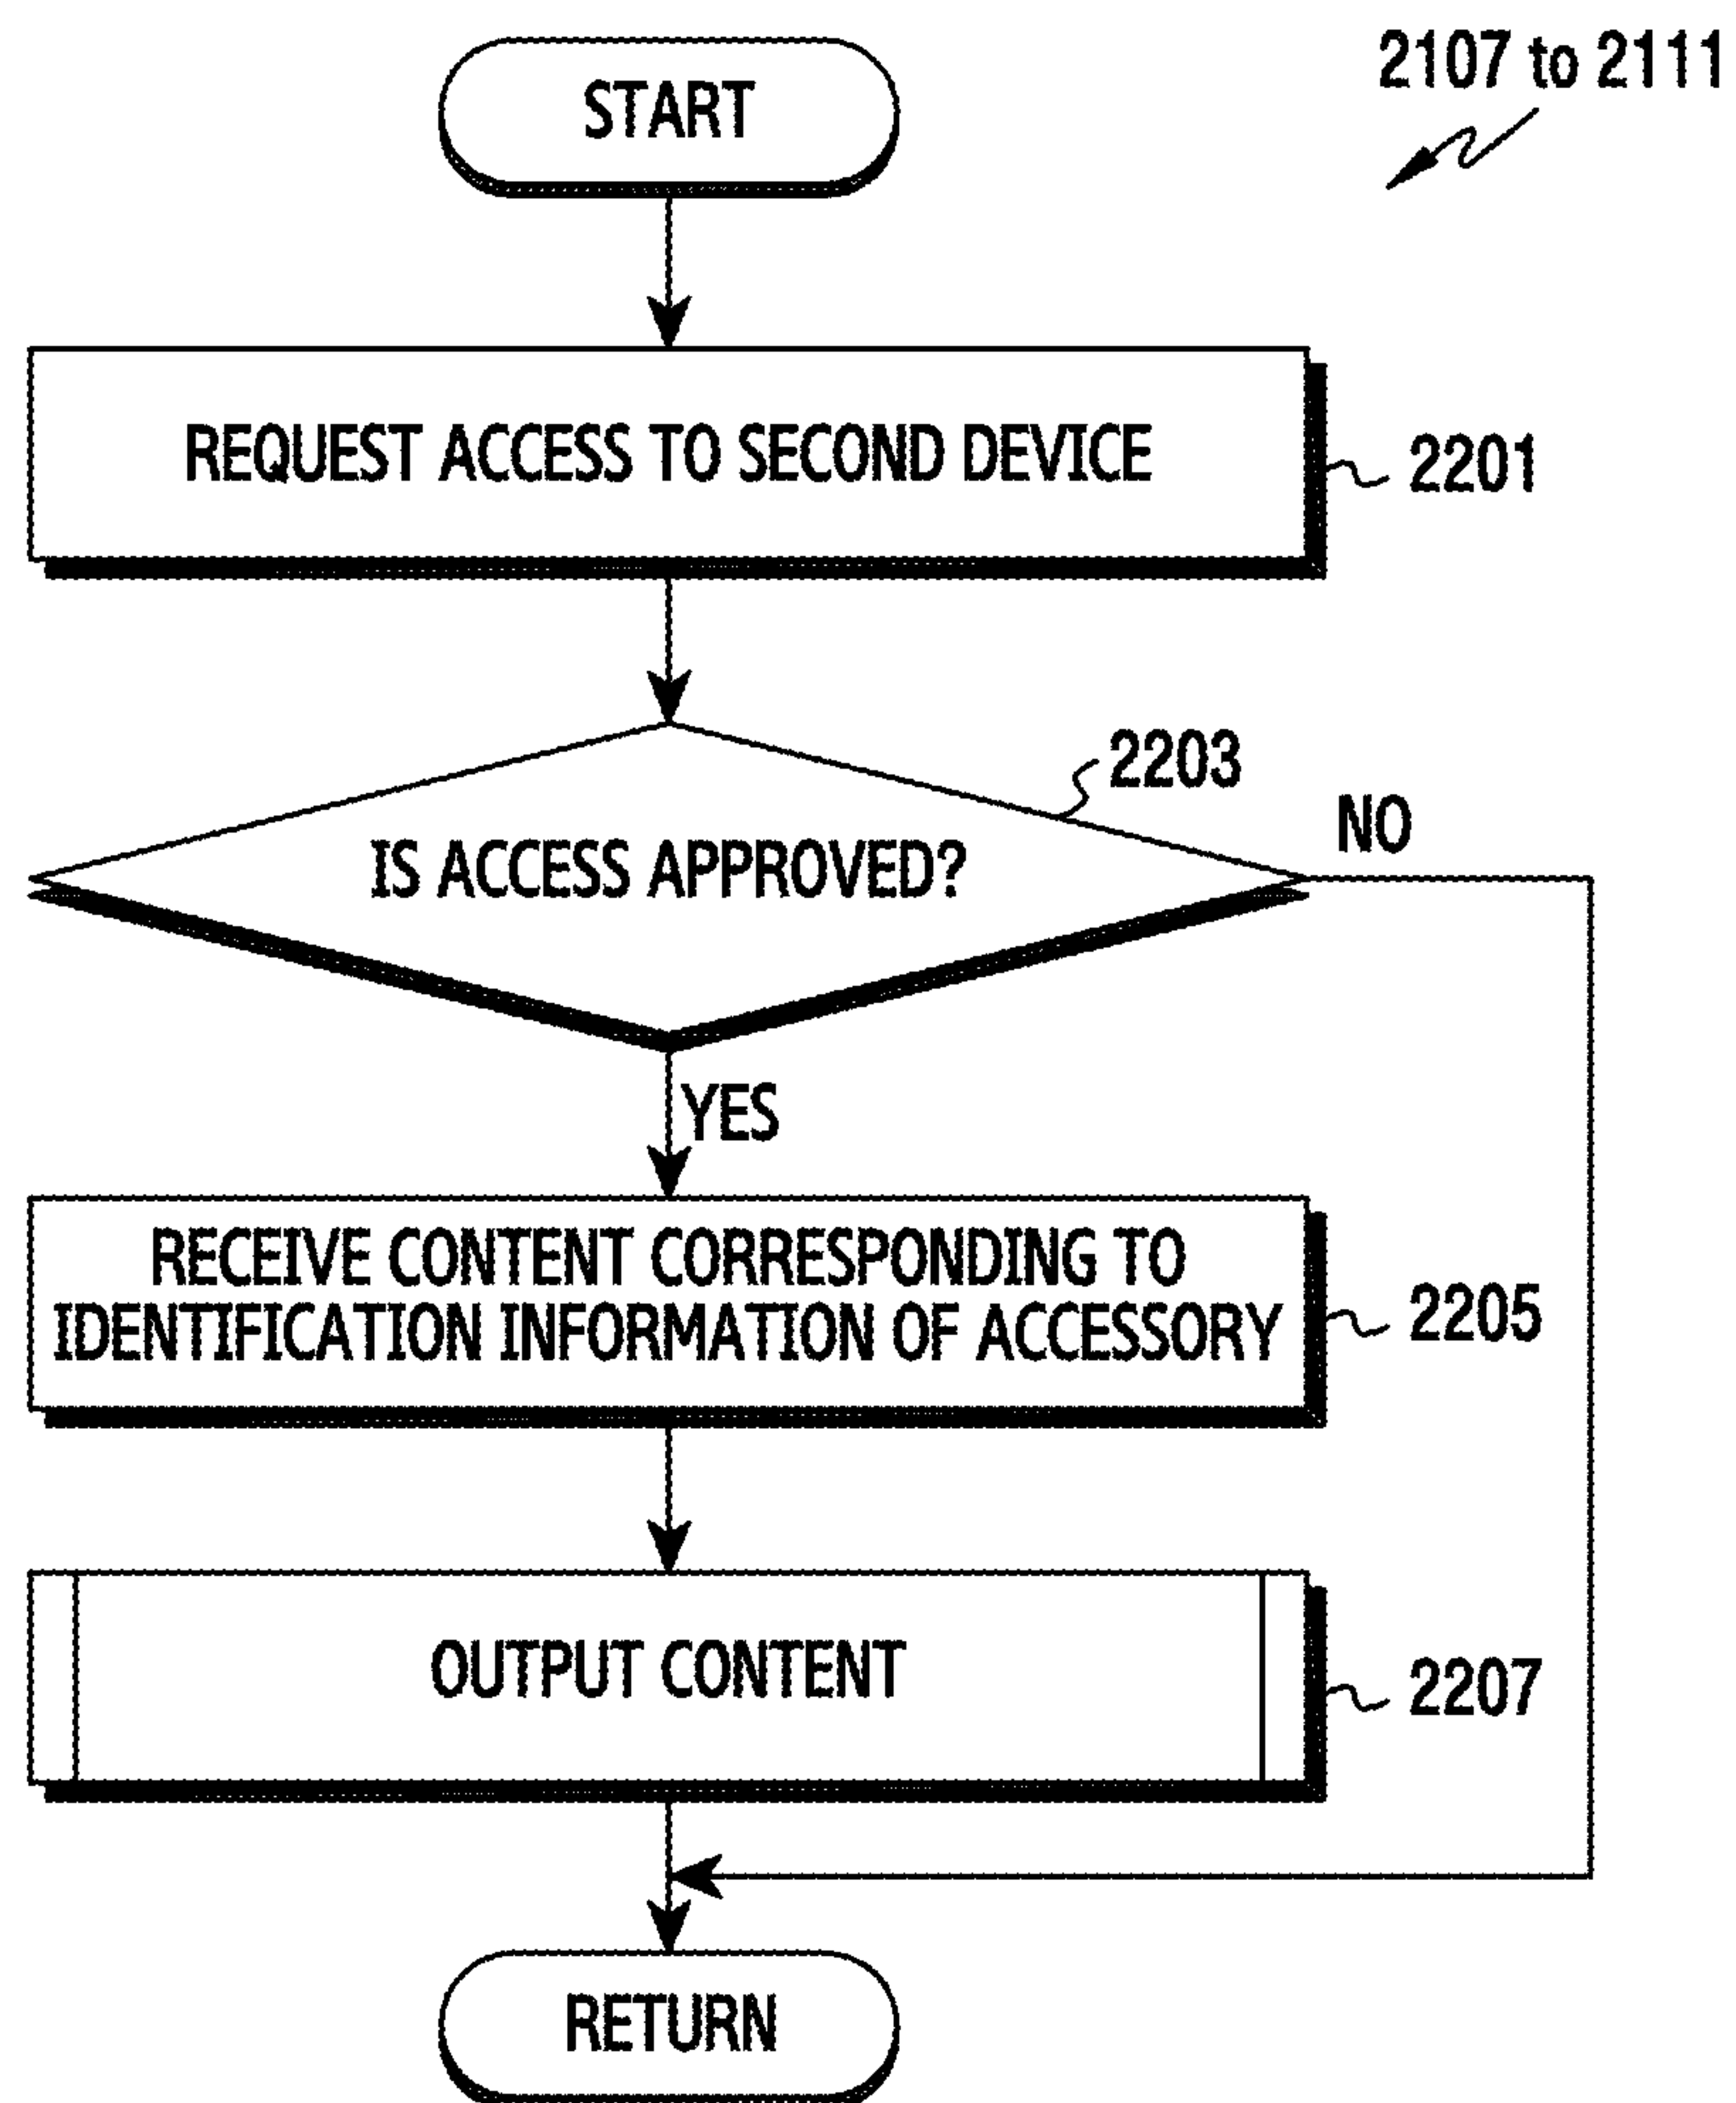 START
2107 to 2111
REQUEST ACCESS TO SECOND DEVICE
2201
2203
IS ACCESS APPROVED?
NO
YES
RECEIVE CONTENT CORRESPONDING TO
IDENTIFICATION INFORMATION OF ACCESSORY
2205
OUTPUT CONTENT
2207
RETURN